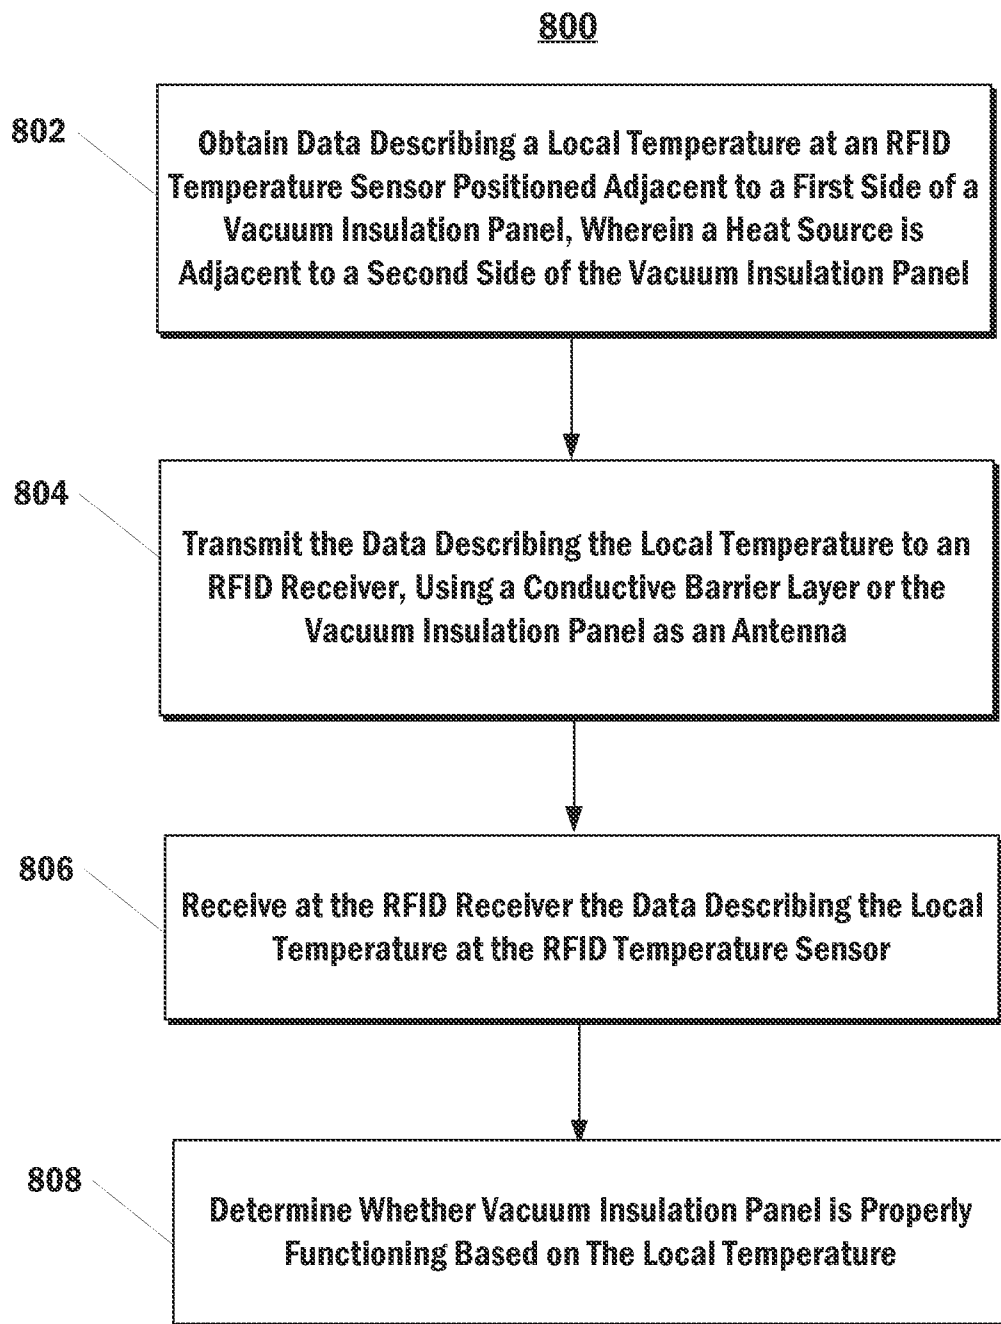 800
802
Obtain Data Describing a Local Temperature at an RFID
Temperature Sensor Positioned Adjacent to a First Side of a
Vacuum Insulation Panel, Wherein a Heat Source is
Adjacent to a Second Side of the Vacuum Insulation Panel
804
Transmit the Data Describing the Local Temperature to an
RFID Receiver, Using a Conductive Barrier Layer or the
Vacuum Insulation Panel as an Antenna
806
Receive at the RFID Receiver the Data Describing the Local
Temperature at the RFID Temperature Sensor
808
Determine Whether Vacuum Insulation Panel is Properly
Functioning Based on The Local Temperature